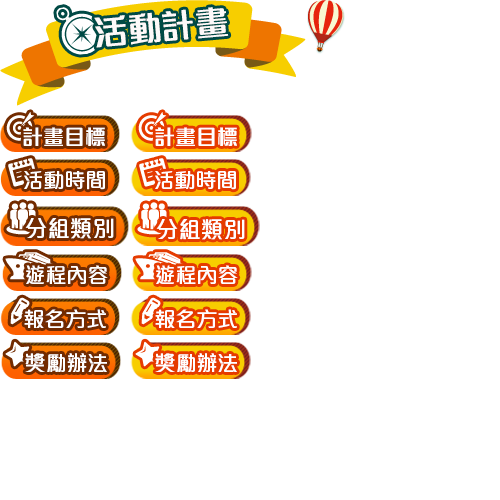 活動計畫
計畫目標 計畫目標
活動時間 活動時間
分組類別 分組類別
遊程內容 遊程內容
報名方式 報名方式
獎勵辦法 獎勵辦法